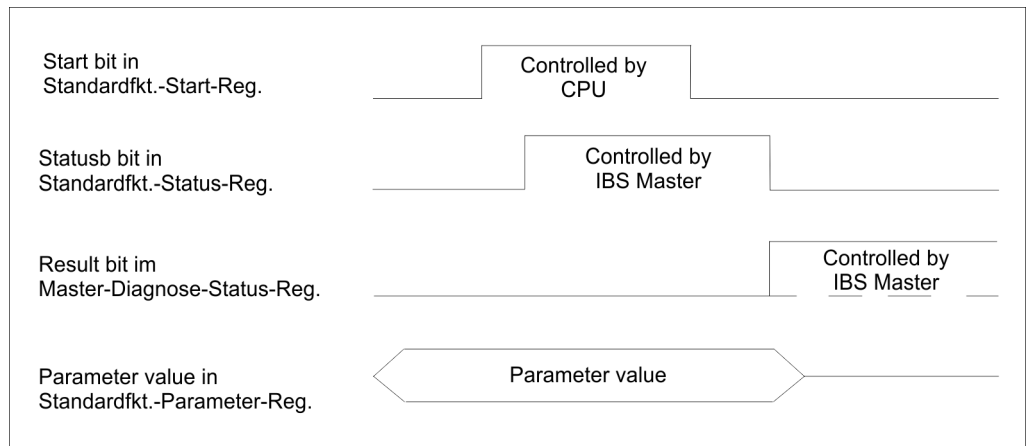 Start bit in
Standardfkt.-Start-Reg.
Controlled by
CPU
Statusb bit in
Standardfkt.-Status-Reg.
Controlled by
IBS Master
Result bit im
Master-Diagnose-Status-Reg.
Controlled by
IBS Master
Parameter value in
Standardfkt.-Parameter-Reg.
Parameter value